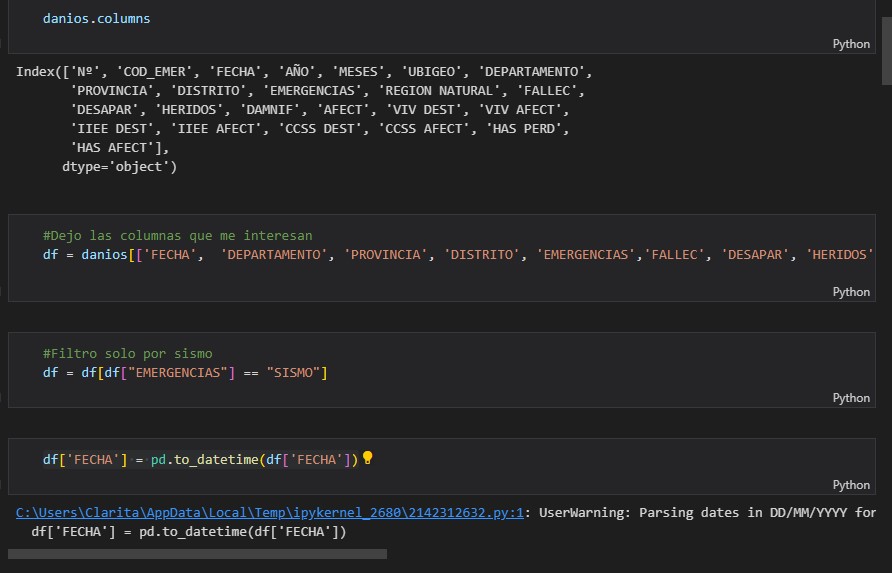 danios.columns
Python
Index(['Nº', 'COD_EMER', 'FECHA', 'AÑO', 'MESES', 'UBIGEO', 'DEPARTAMENTO',
'PROVINCIA', 'DISTRITO', 'EMERGENCIAS', 'REGION NATURAL', 'FALLEC',
'DESAPAR', 'HERIDOS', 'DAMNIF', 'AFECT', 'VIV DEST', 'VIV AFECT',
'IIEE DEST', 'IIEE AFECT', 'CCSS DEST', 'CCSS AFECT', 'HAS PERD',
'HAS AFECT'],
dtype='object')
#Dejo las columnas que me interesan
df = danios[['FECHA',  'DEPARTAMENTO', 'PROVINCIA', 'DISTRITO', 'EMERGENCIAS','FALLEC', 'DESAPAR', 'HERIDOS'
Python
#Filtro solo por sismo
df = df[df["EMERGENCIAS"] == "SISMO"]
Python
df['FECHA'] = pd.to_datetime(df['FECHA'])
Python
C:\Users\Clarita\AppData\Local\Temp\ipykernel_2680\2142312632.py:1: UserWarning: Parsing dates in DD/MM/YYYY for
df['FECHA'] = pd.to_datetime(df['FECHA'])